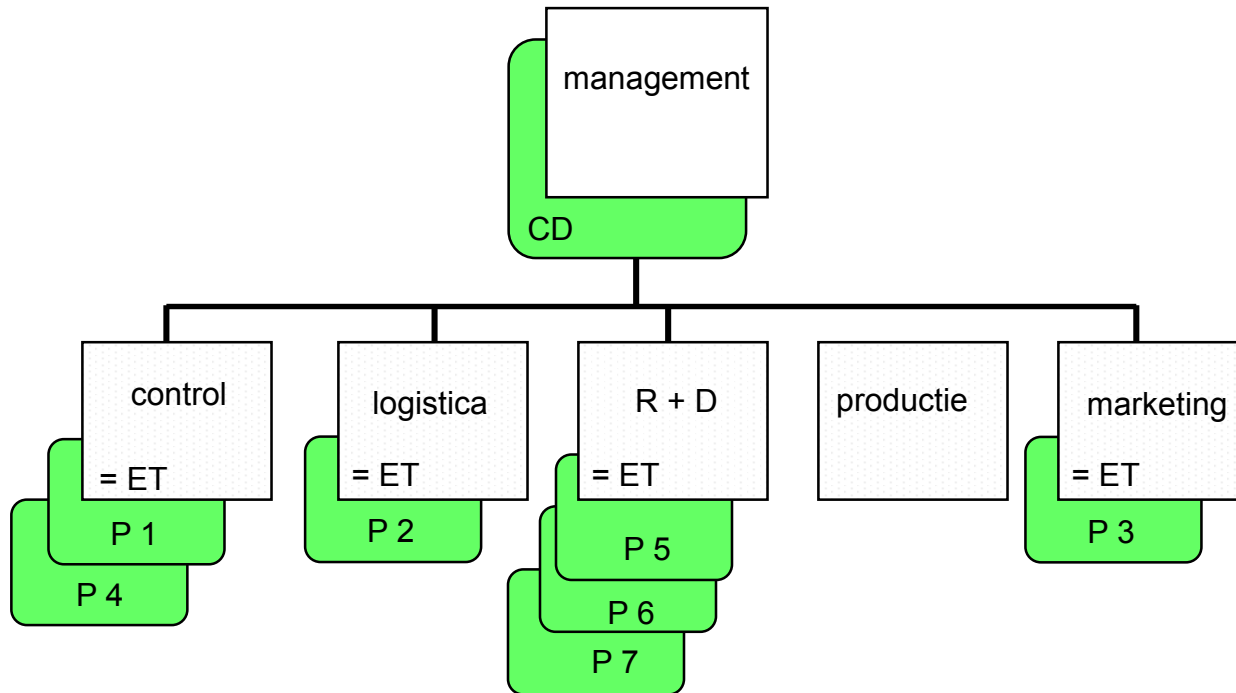 management
CD
control
= ET
P 1
P 4
logistica
= ET
P 2
R + D
= ET
P 5
P 6
P 7
productie
marketing
= ET
P 3